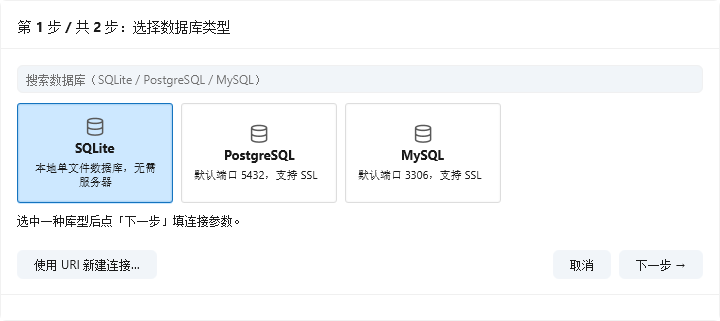 第 1 步 / 共 2 步：选择数据库类型
搜索数据库（SQLite / PostgreSQL / MySQL）
SQLite
本地单文件数据库，无需
服务器
PostgreSQL
默认端口 5432，支持 SSL
MySQL
默认端口 3306，支持 SSL
选中一种库型后点「下一步」填连接参数。
使用 URI 新建连接...
取消
下一步 →